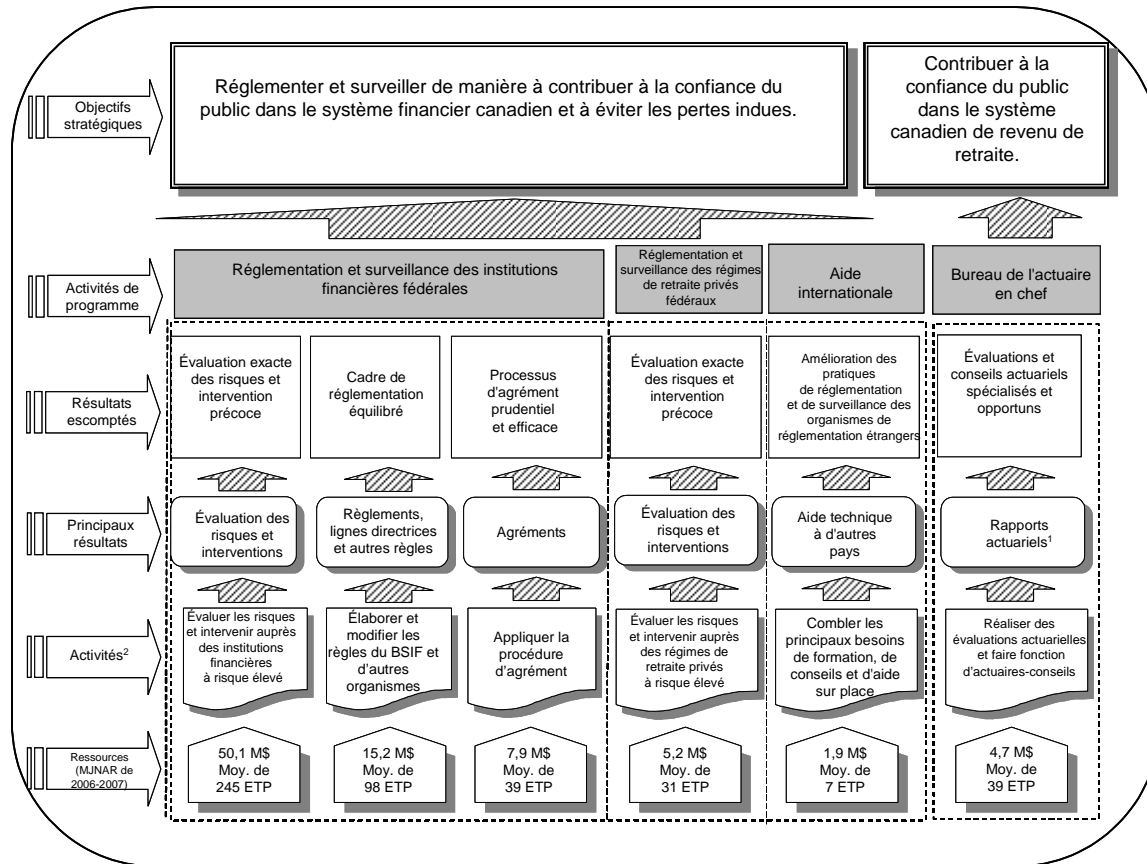 Objectifs
stratégiques
Réglementer et surveiller de manière à contribuer à la confiance du
public dans le système financier canadien et à éviter les pertes indues.
Contribuer à la
confiance du public
dans le système
canadien de revenu de
retraite.
Activités de
programme
Réglementation et surveillance des institutions
financières fédérales
Réglementation et
surveillance des régimes
de retraite privés
fédéraux
Aide
internationale
Bureau de l'actuaire
en chef
Résultats
escomptés
Évaluation exacte
des risques et
intervention
précoce
Cadre de
réglementation
équilibré
Processus
d'agrément
prudentiel
et efficace
Évaluation exacte
des risques et
intervention
précoce
Amélioration des
pratiques
de réglementation
et de surveillance des
organismes de
réglementation étrangers
Évaluations et
conseils actuariels
spécialisés et
opportuns
Principaux
résultats
Évaluation des
risques et
interventions
Règlements,
lignes directrices
et autres règles
Agréments
Évaluation des
risques et
interventions
Aide technique
à d'autres
pays
Rapports
actuariels¹
Activités²
Évaluer les risques
et intervenir auprès
des institutions
financières
à risque élevé
Élaborer et
modifier les
règles du BSIF et
d'autres
organismes
Appliquer la
procédure
d'agrément
Évaluer les risques
et intervenir auprès
des régimes de
retraite privés
à risque élevé
Combler les
principaux besoins
de formation, de
conseils et d'aide
sur place
Réaliser des
évaluations actuarielles
et faire fonction
d'actuaires-conseils
Ressources
(MJNAR de
2006-2007)
50,1 M$
Moy. de
245 ETP
15,2 M$
Moy. de
98 ETP
7,9 M$
Moy. de
39 ETP
5,2 M$
Moy. de
31 ETP
1,9 M$
Moy. de
7 ETP
4,7 M$
Moy. de
39 ETP